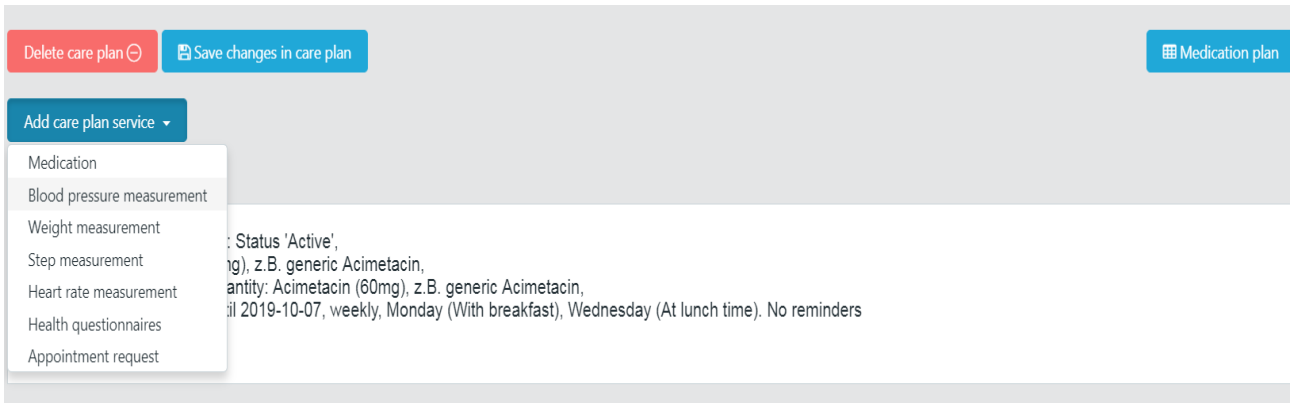 Delete care plan
Save changes in care plan
Medication plan
Add care plan service
Medication
Blood pressure measurement
Weight measurement
Step measurement
Heart rate measurement
Health questionnaires
Appointment request
: Status 'Active',
ng), z.B. generic Acimetacin,
antity: Acimetacin (60mg), z.B. generic Acimetacin,
til 2019-10-07, weekly, Monday (With breakfast), Wednesday (At lunch time). No reminders